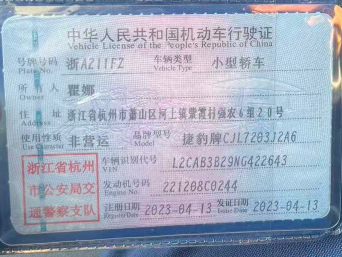 中华人民共和国机动车行驶证
Vehicle License of the People's Republic of China
号牌号码 浙A211FZ 车辆类型 小型轿车
Plate No. Vehicle Type
所有人 瞿娜
住址 浙江省杭州市萧山区河上镇紫霞村强农6组20号
使用性质 非营运 品牌型号 捷豹牌CJL7203J2A6
浙江省杭州 车辆识别代号 L2CAB3B29NG422643
VIN
市公安局交 发动机号码 221208C0244
Engine No.
通警察支队 注册日期 2023-04-13 发证日期 2023-04-13
Register Date Issue Date